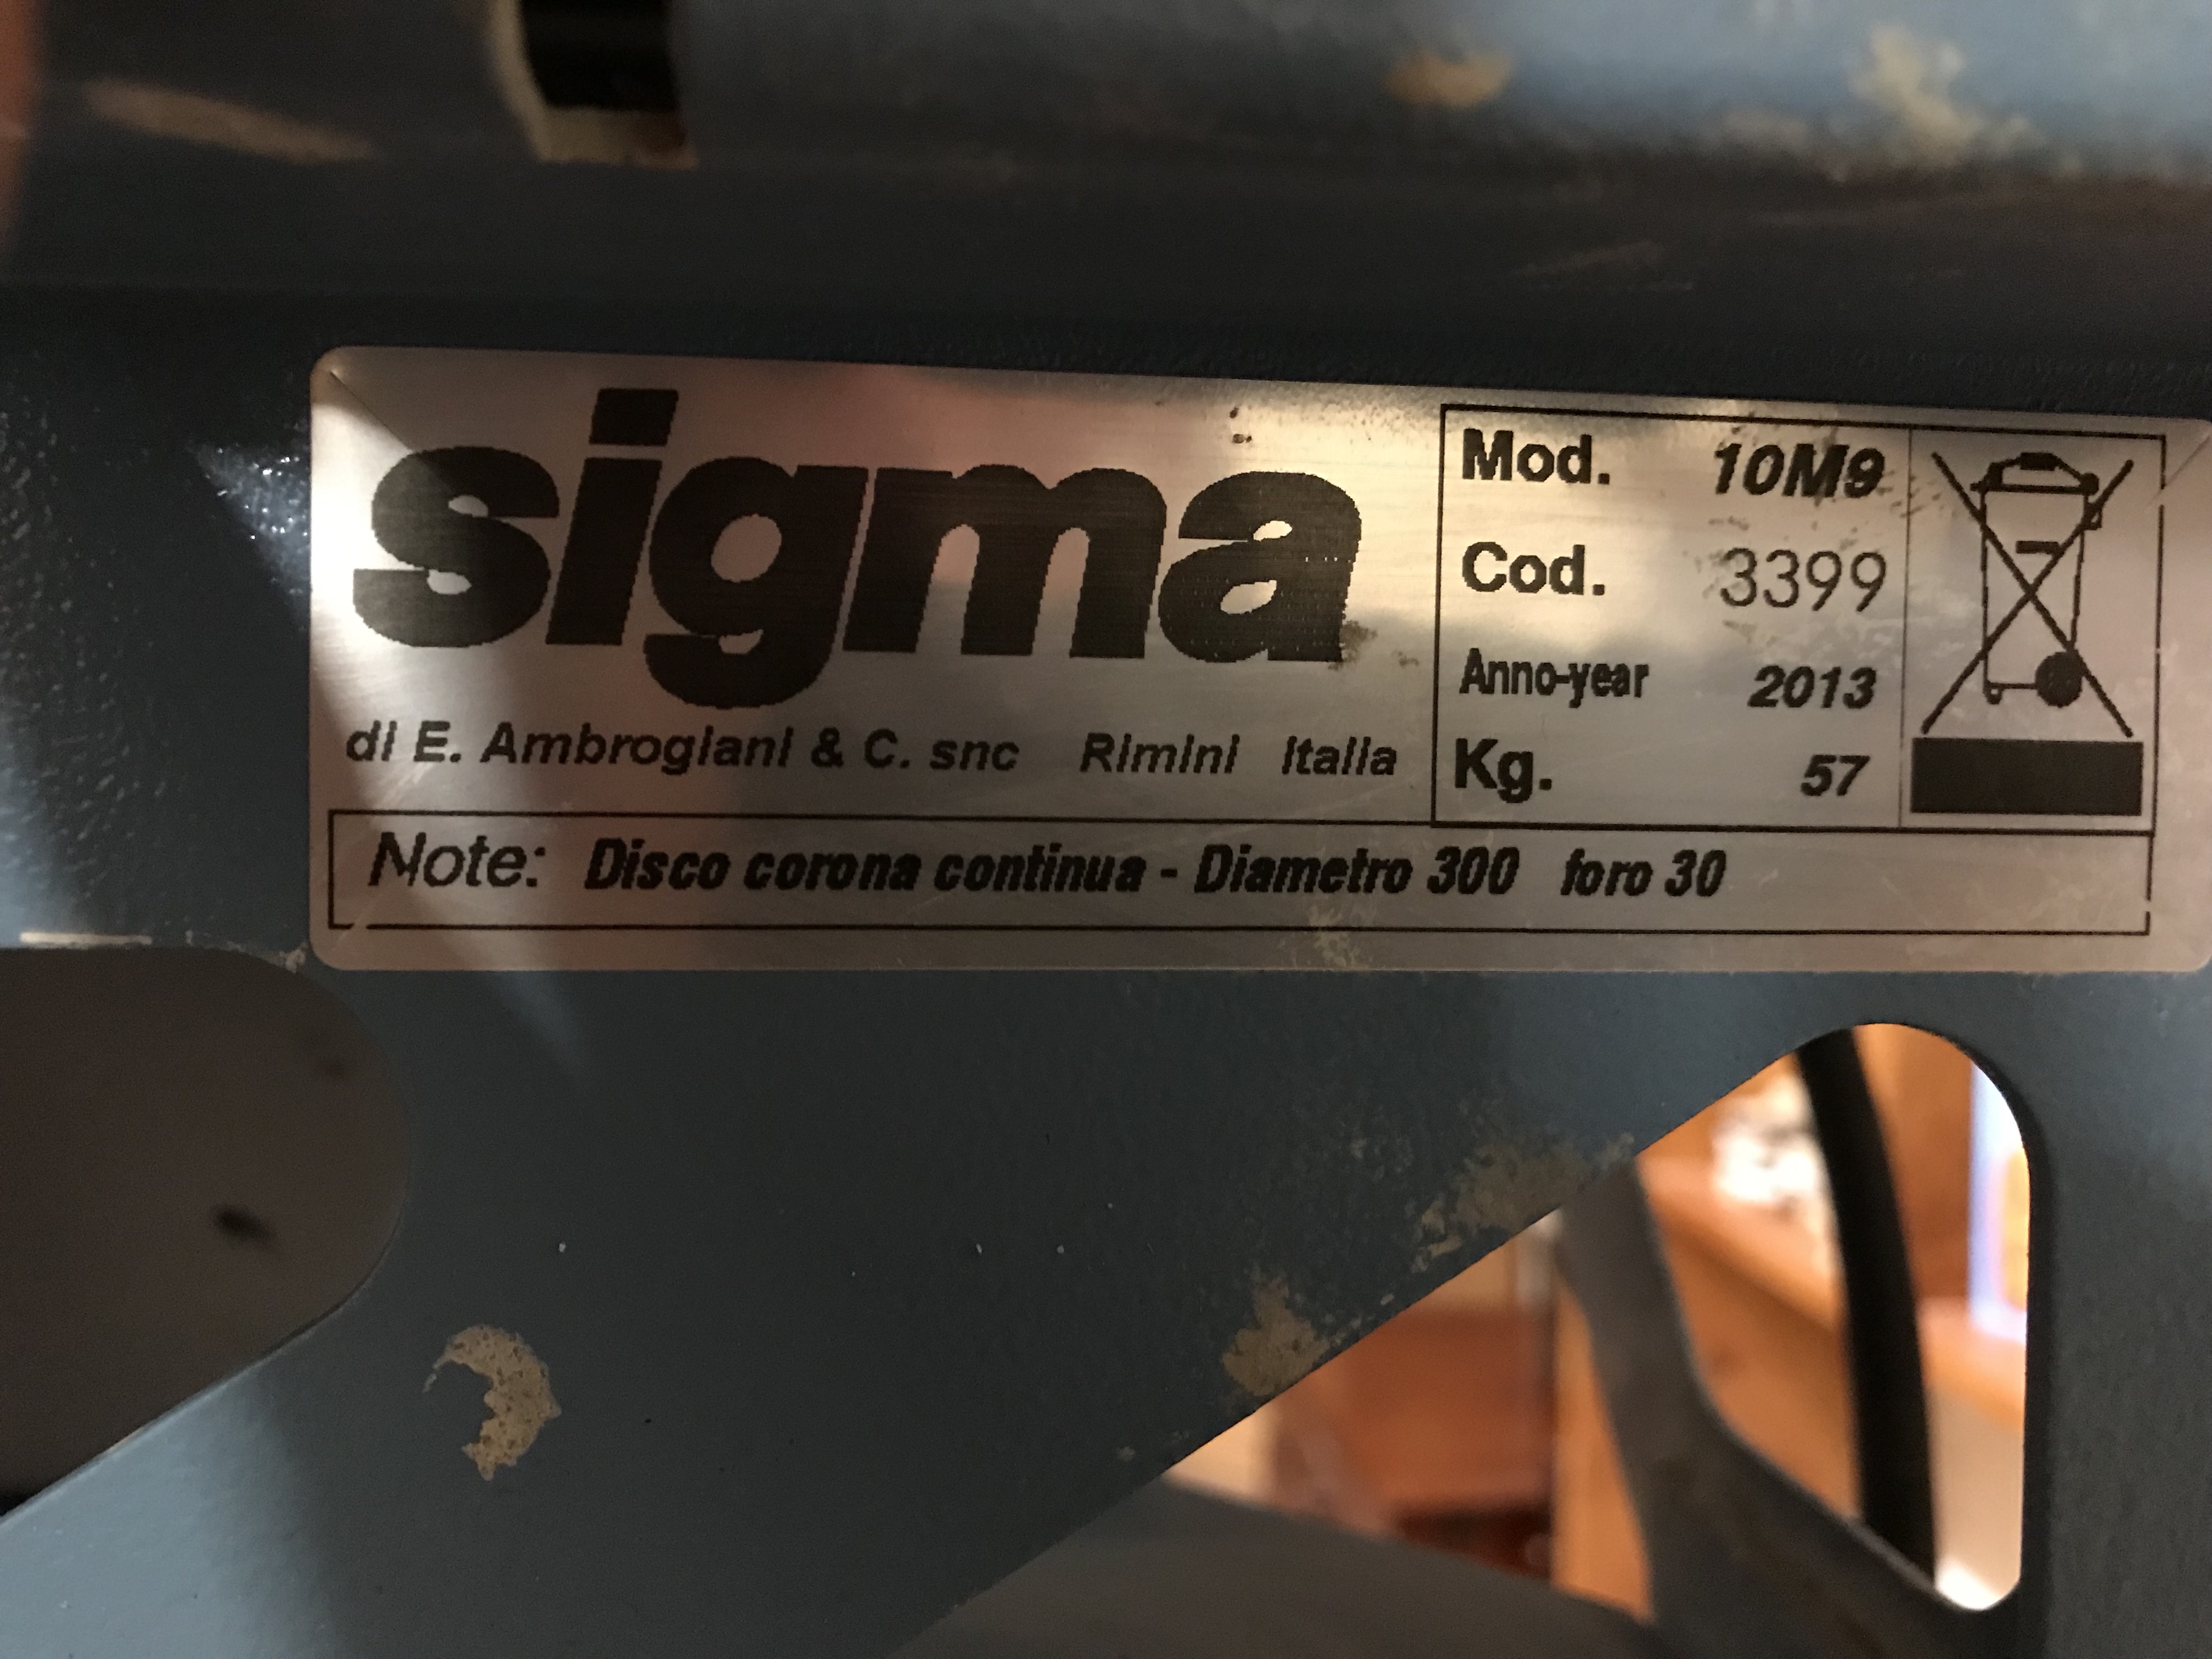 sigma
di E. Ambrogiani & C. snc Rimini Italia
Mod. 10M9
Cod. 3399
Anno-year 2013
Kg. 57
Note: Disco corona continua - Diametro 300 foro 30